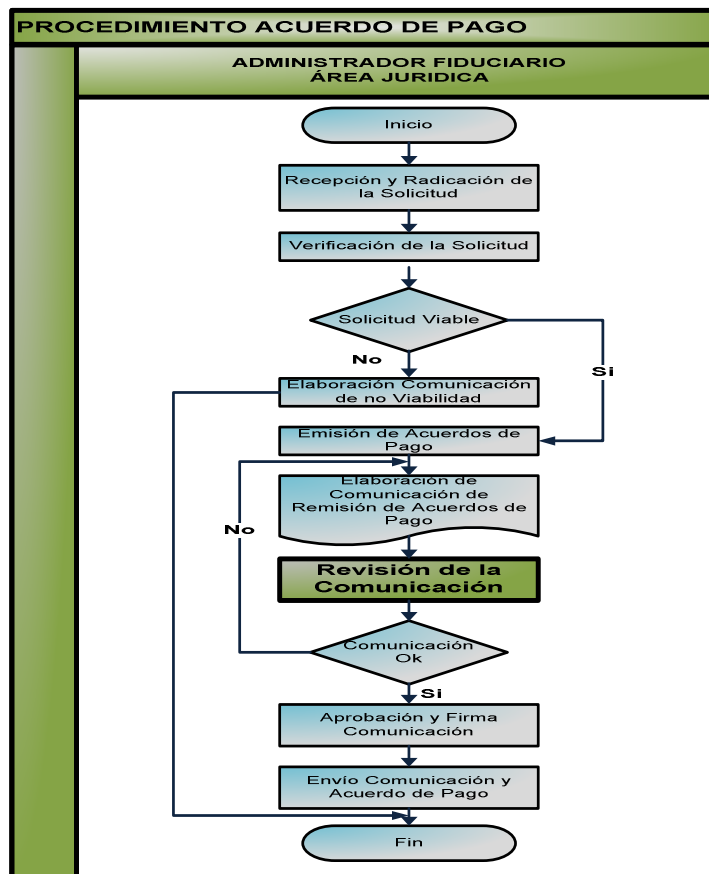 PROCEDIMIENTO ACUERDO DE PAGO
ADMINISTRADOR FIDUCIARIO
ÁREA JURIDICA
Inicio
Recepción y Radicación de
la Solicitud
Verificación de la Solicitud
Solicitud Viable
No
Si
Elaboración Comunicación
de no Viabilidad
Emisión de Acuerdos de
Pago
Elaboración de
Comunicación de
Remisión de Acuerdos de
Pago
No
Revisión de la
Comunicación
Comunicación
Ok
Si
Aprobación y Firma
Comunicación
Envío Comunicación y
Acuerdo de Pago
Fin